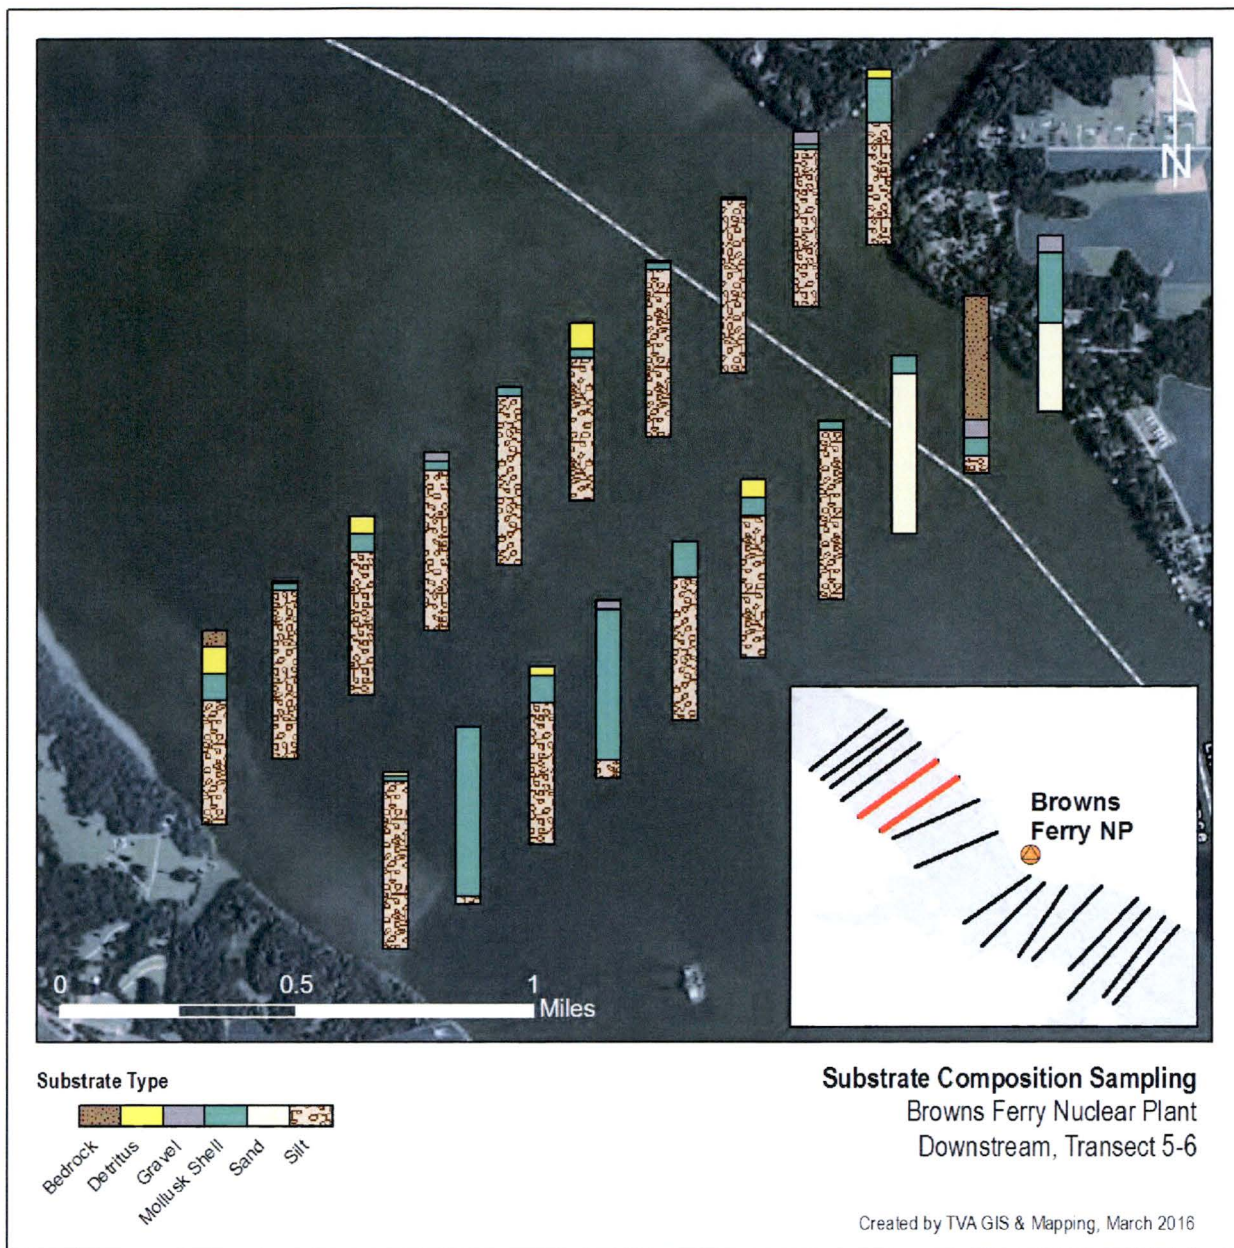 N
Browns
Ferry NP
0 0.5 1
Miles
Substrate Type
Bedrock
Detritus
Gravel
Mollusk Shell
Sand
Silt
Substrate Composition Sampling
Browns Ferry Nuclear Plant
Downstream, Transect 5-6
Created by TVA GIS & Mapping, March 2016